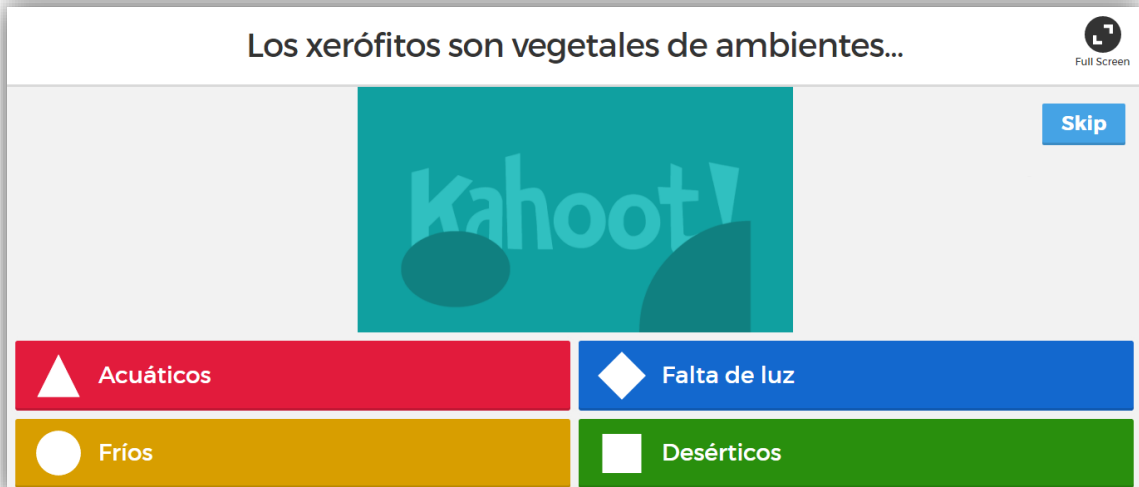 Los xerófitos son vegetales de ambientes...
Full Screen
Skip
Kahoot!
Acuáticos
Falta de luz
Fríos
Desérticos